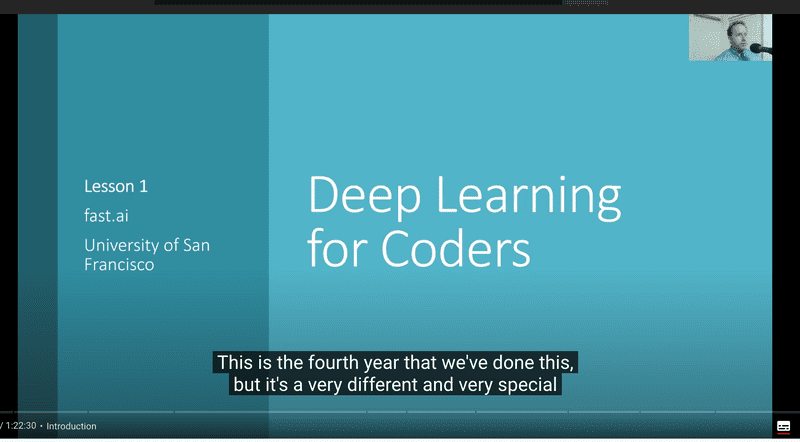 Lesson 1
fast.ai
University of San
Francisco
Deep Learning
for Coders
This is the fourth year that we've done this,
but it's a very different and very special
/ 1:22:30 • Introduction